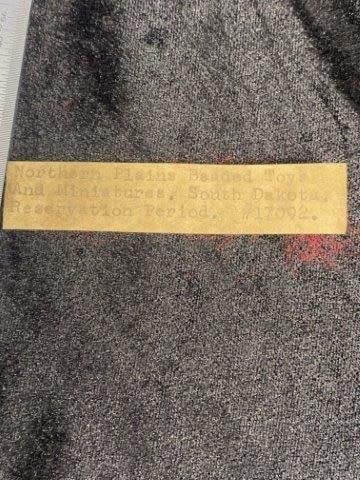 Northern Plains Beaded Toys
And Miniatures, South Dakota,
Reservation Period. #17092.